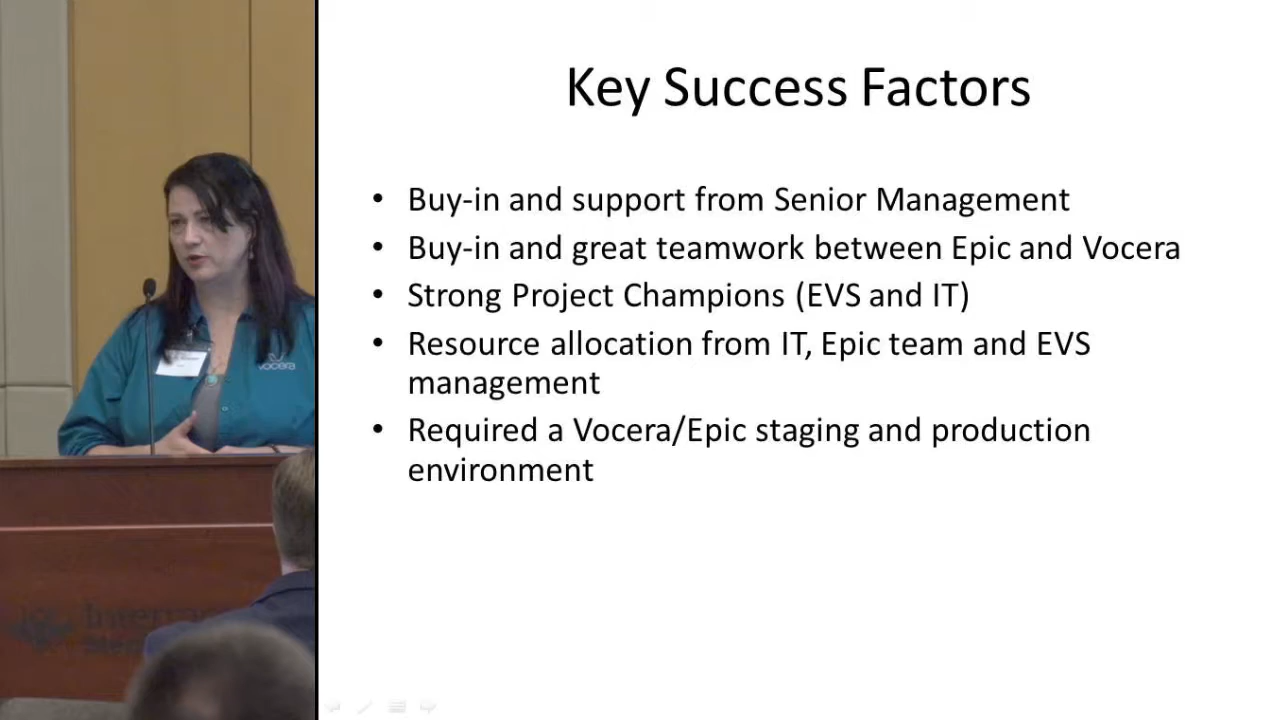 Key Success Factors
• Buy-in and support from Senior Management
• Buy-in and great teamwork between Epic and Vocera
• Strong Project Champions (EVS and IT)
• Resource allocation from IT, Epic team and EVS
management
• Required a Vocera/Epic staging and production
environment
vocera